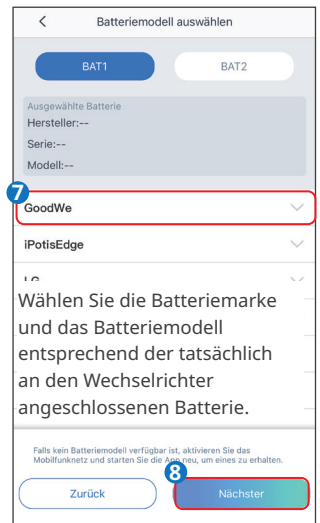 Batteriemodell auswählen
BAT1 BAT2
Ausgewählte Batterie
Hersteller:--
Serie:--
Modell:--
7
GoodWe
iPotisEdge
LG
Wählen Sie die Batteriemarke
und das Batteriemodell
entsprechend der tatsächlich
an den Wechselrichter
angeschlossenen Batterie.
Falls kein Batteriemodell verfügbar ist, aktivieren Sie das
Mobilfunknetz und starten Sie die App neu, um eines zu erhalten.
8
Zurück Nächster